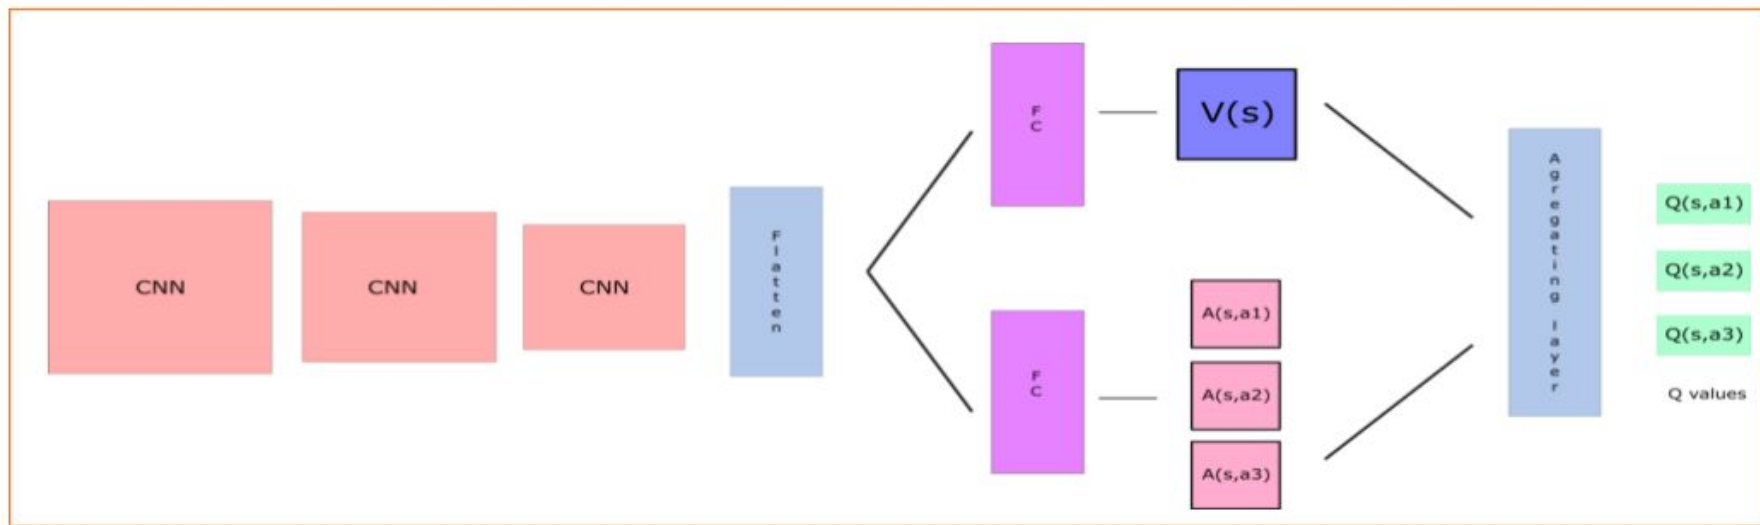 CNN
CNN
CNN
Flatten
FC
V(s)
FC
A(s,a1)
A(s,a2)
A(s,a3)
Agregating layer
Q(s,a1)
Q(s,a2)
Q(s,a3)
Q values